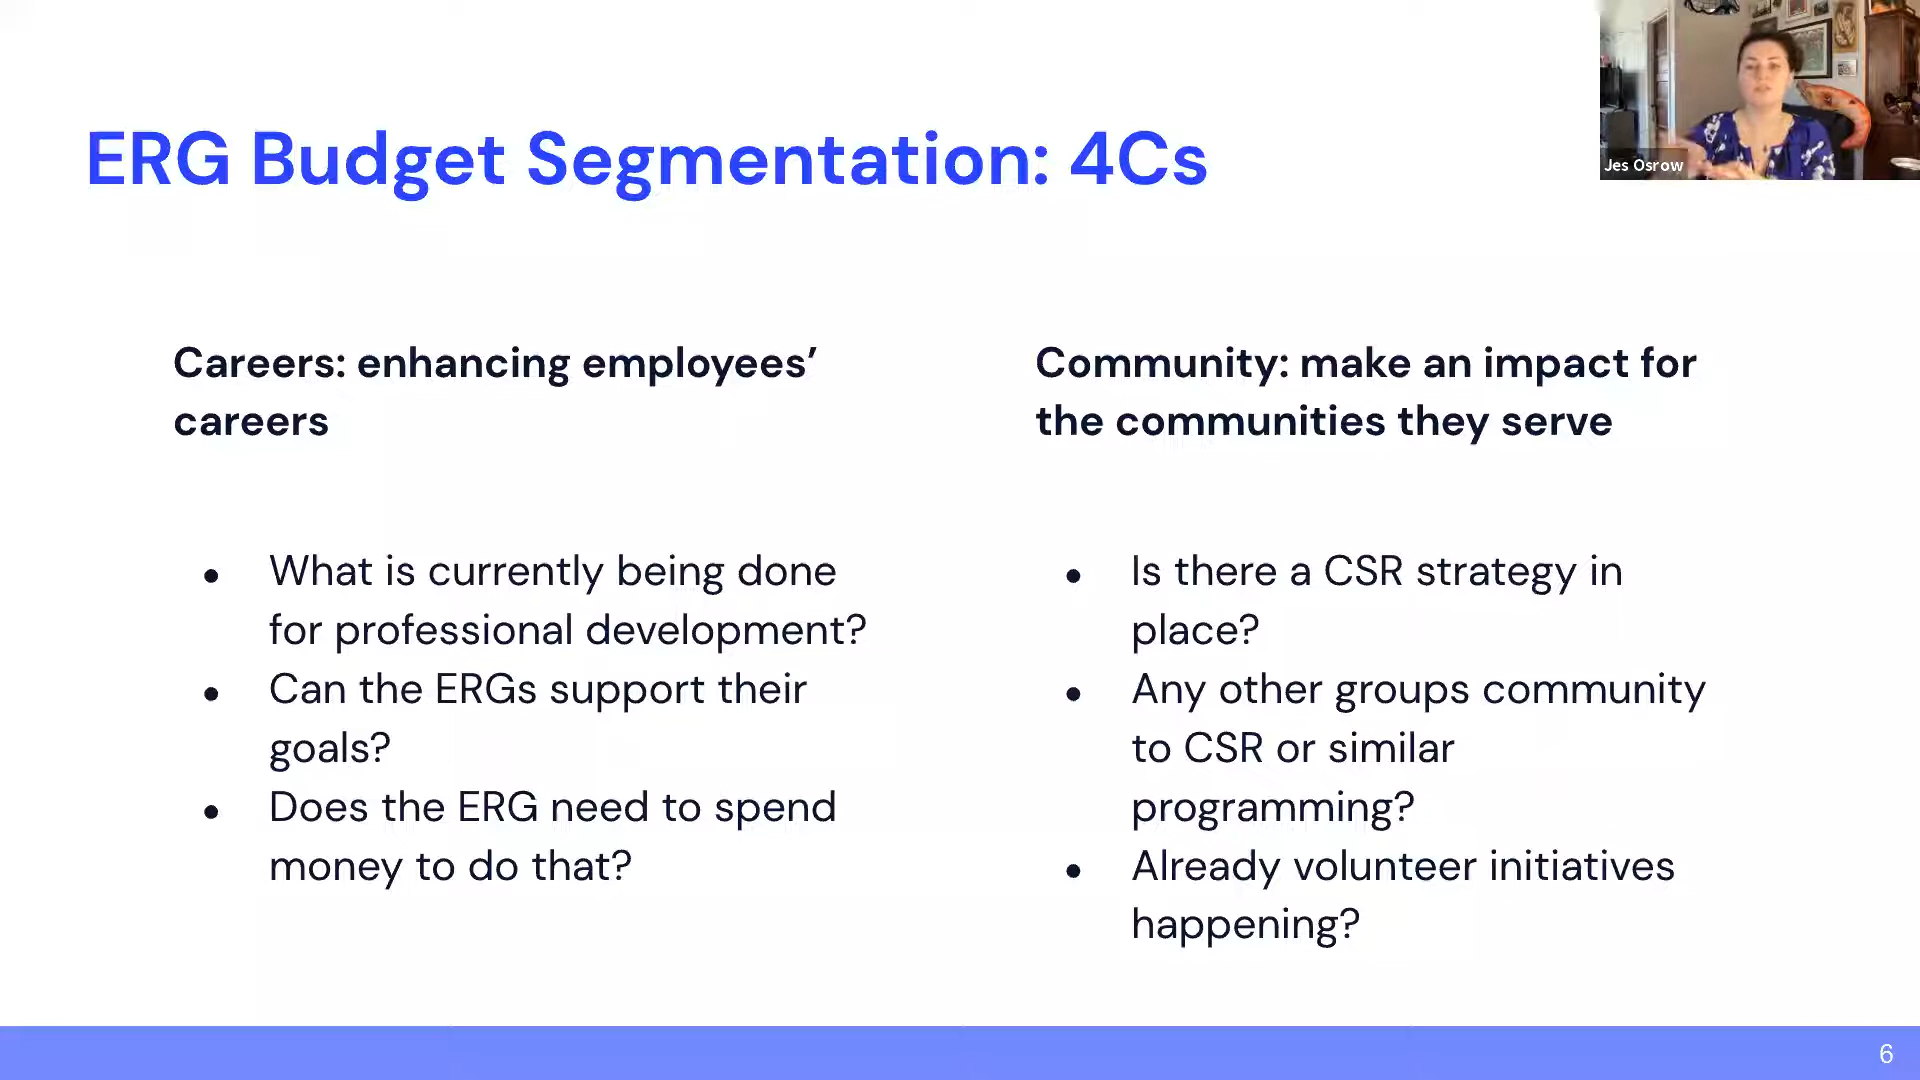 ERG Budget Segmentation: 4Cs
Jes Osrow
Careers: enhancing employees’
careers
● What is currently being done
for professional development?
● Can the ERGs support their
goals?
● Does the ERG need to spend
money to do that?
Community: make an impact for
the communities they serve
● Is there a CSR strategy in
place?
● Any other groups community
to CSR or similar
programming?
● Already volunteer initiatives
happening?
6